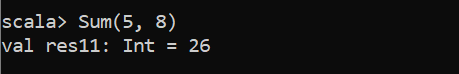 scala> Sum(5, 8)
val res11: Int = 26